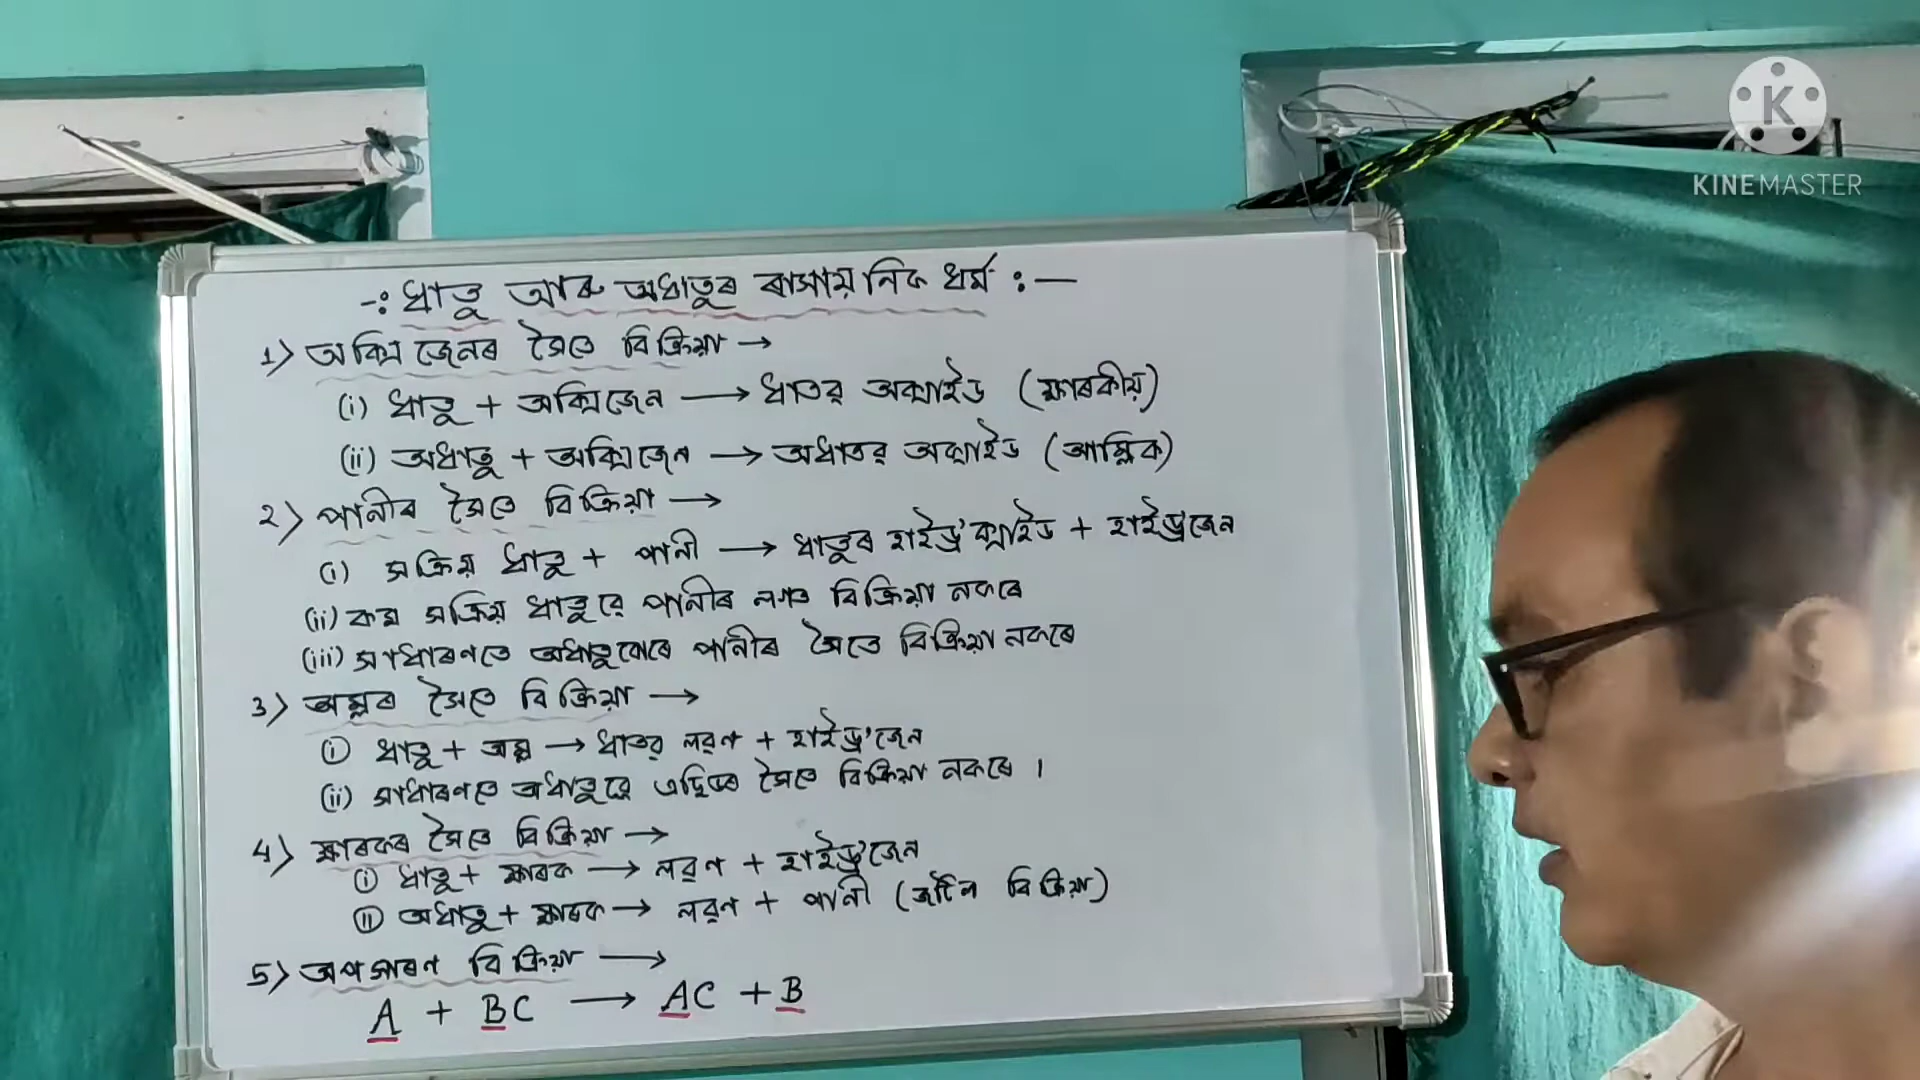 -: ধাতু আৰু অধাতুৰ ৰাসায়নিক ধৰ্ম :—
1> অক্সিজেনৰ সৈতে বিক্ৰিয়া →
(i) ধাতু + অক্সিজেন → ধাতৱ অক্সাইড (ক্ষাৰকীয়)
(ii) অধাতু + অক্সিজেন → অধাতৱ অক্সাইড (আম্লিক)
2> পানীৰ সৈতে বিক্ৰিয়া →
(i) সক্ৰিয় ধাতু + পানী → ধাতুৰ হাইড্ৰ'ক্সাইড + হাইড্ৰ'জেন
(ii) কম সক্ৰিয় ধাতুৱে পানীৰ লগত বিক্ৰিয়া নকৰে
(iii) সাধাৰণতে অধাতুবোৰে পানীৰ সৈতে বিক্ৰিয়া নকৰে
3> অম্লৰ সৈতে বিক্ৰিয়া →
(i) ধাতু + অম্ল → ধাতৱ লৱণ + হাইড্ৰ'জেন
(ii) সাধাৰণতে অধাতুৱে এছিডৰ সৈতে বিক্ৰিয়া নকৰে ।
4> ক্ষাৰকৰ সৈতে বিক্ৰিয়া →
(i) ধাতু + ক্ষাৰক → লৱণ + হাইড্ৰ'জেন
(ii) অধাতু + ক্ষাৰক → লৱণ + পানী (জটিল বিক্ৰিয়া)
5> অপসাৰণ বিক্ৰিয়া →
A + BC → AC + B
K
KINEMASTER